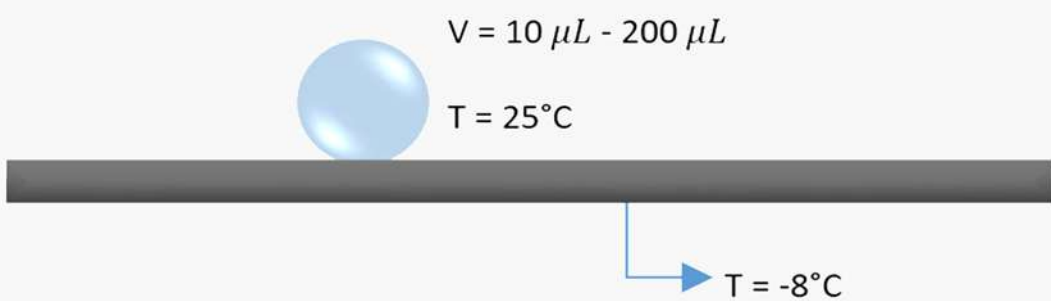 V = 10 𝜇𝐿 - 200 𝜇𝐿
T = 25°C
T = -8°C